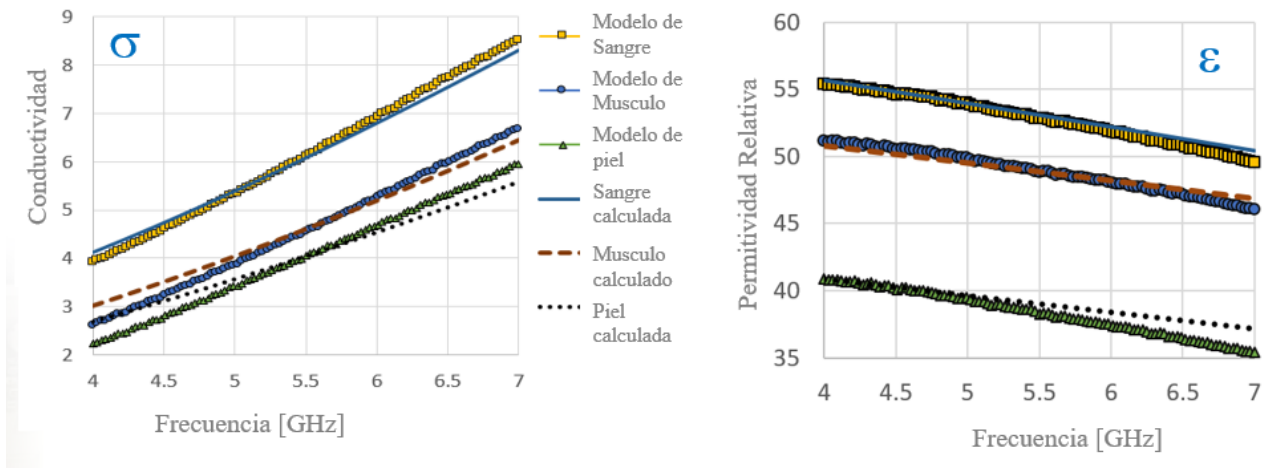 σ
Conductividad
9
8
7
6
5
4
3
2
4 4.5 5 5.5 6 6.5 7
Frecuencia [GHz]
Modelo de
Sangre
Modelo de
Musculo
Modelo de
piel
Sangre
calculada
Musculo
calculado
Piel
calculada
ε
Permitividad Relativa
60
55
50
45
40
35
4 4.5 5 5.5 6 6.5 7
Frecuencia [GHz]